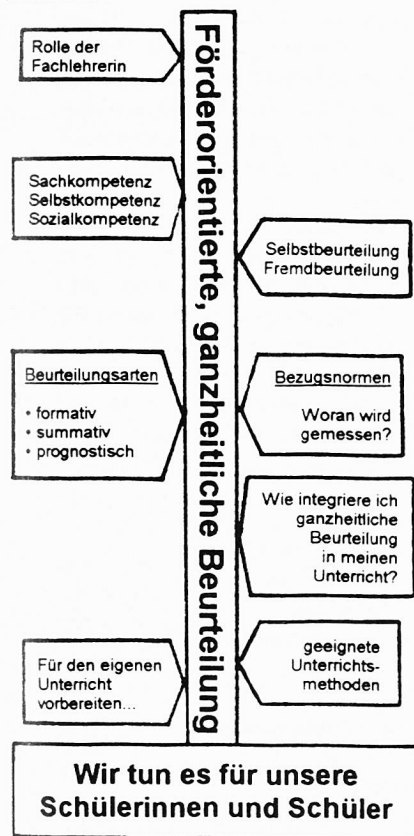 Förderorientierte, ganzheitliche Beurteilung
Rolle der
Fachlehrerin
Sachkompetenz
Selbstkompetenz
Sozialkompetenz
Selbstbeurteilung
Fremdbeurteilung
Beurteilungsarten
• formativ
• summativ
• prognostisch
Bezugsnormen
Woran wird
gemessen?
Wie integriere ich
ganzheitliche
Beurteilung
in meinen
Unterricht?
Für den eigenen
Unterricht
vorbereiten...
geeignete
Unterrichts-
methoden
Wir tun es für unsere
Schülerinnen und Schüler